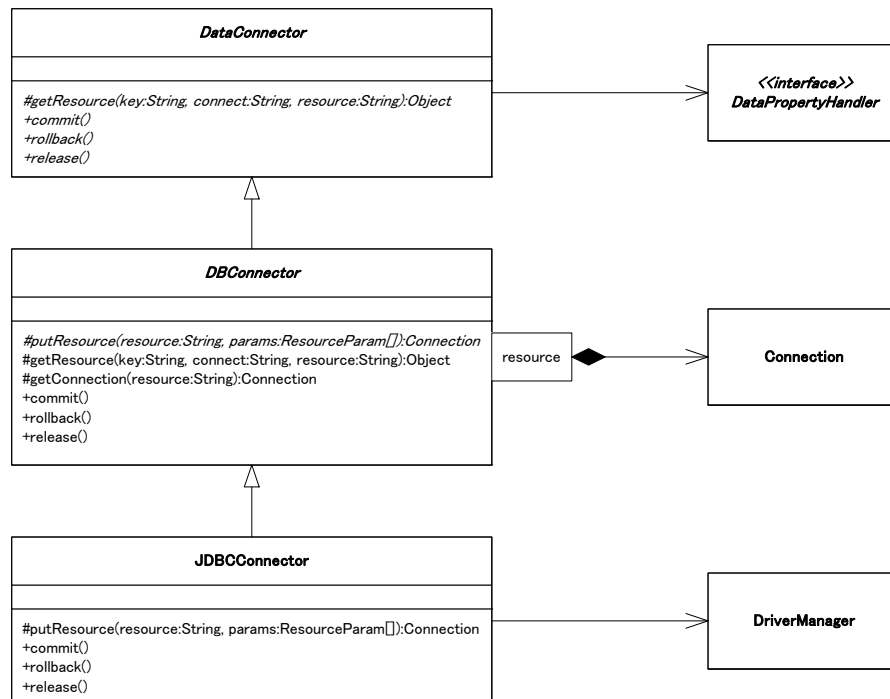 DataConnector
#getResource(key:String, connect:String, resource:String):Object
+commit()
+rollback()
+release()
<<interface>>
DataPropertyHandler
DBConnector
#putResource(resource:String, params:ResourceParam[]):Connection
#getResource(key:String, connect:String, resource:String):Object
#getConnection(resource:String):Connection
+commit()
+rollback()
+release()
resource
Connection
JDBCConnector
#putResource(resource:String, params:ResourceParam[]):Connection
+commit()
+rollback()
+release()
DriverManager